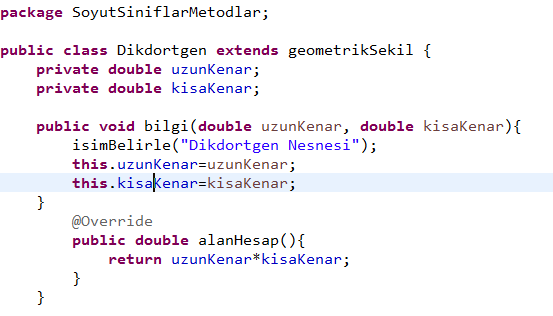 package SoyutSiniflarMetodlar;
public class Dikdortgen extends geometrikSekil {
private double uzunKenar;
private double kisaKenar;
public void bilgi(double uzunKenar, double kisaKenar){
isimBelirle("Dikdortgen Nesnesi");
this.uzunKenar=uzunKenar;
this.kisaKenar=kisaKenar;
}
@Override
public double alanHesap(){
return uzunKenar*kisaKenar;
}
}